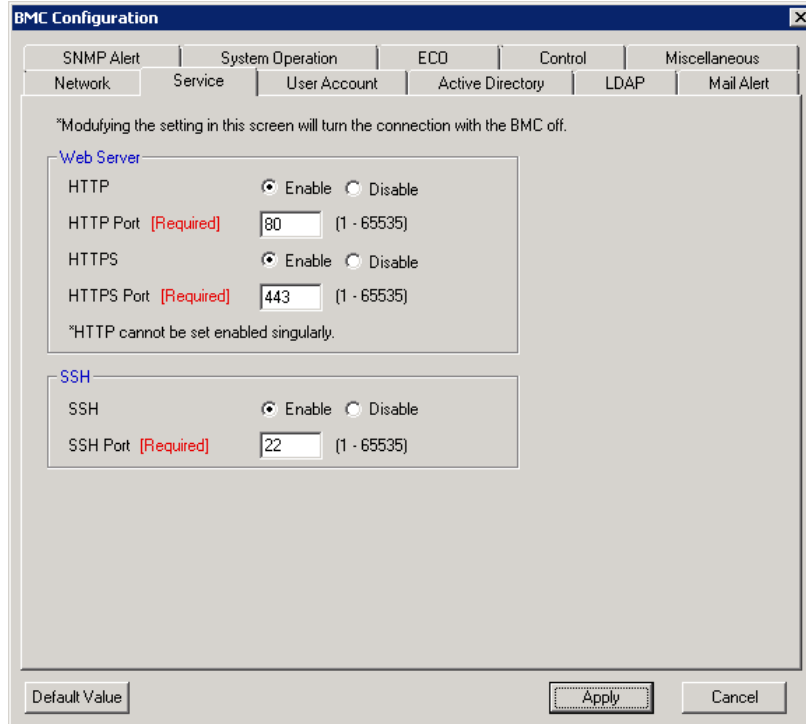 BMC Configuration
SNMP Alert System Operation ECO Control Miscellaneous
Network Service User Account Active Directory LDAP Mail Alert
*Modufying the setting in this screen will turn the connection with the BMC off.
Web Server
HTTP Enable Disable
HTTP Port [Required] 80 (1 - 65535)
HTTPS Enable Disable
HTTPS Port [Required] 443 (1 - 65535)
*HTTP cannot be set enabled singularly.
SSH
SSH Enable Disable
SSH Port [Required] 22 (1 - 65535)
Default Value Apply Cancel